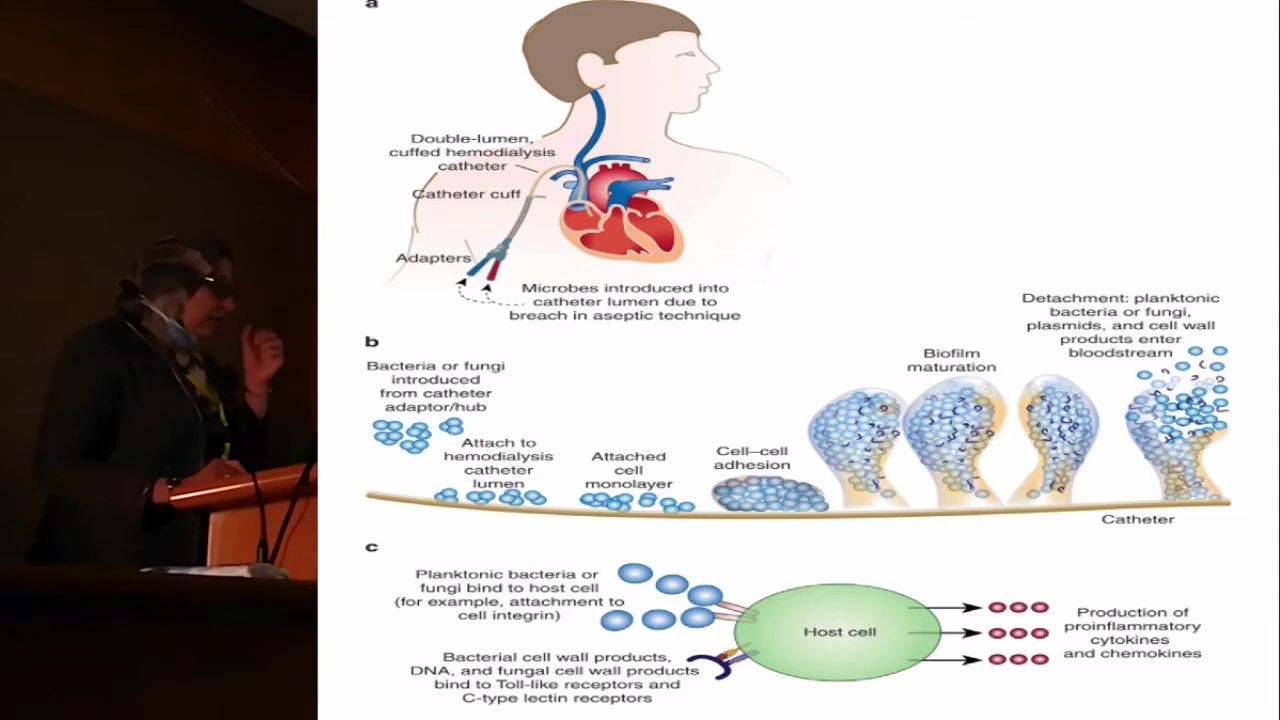 a
Double-lumen,
cuffed hemodialysis
catheter
Catheter cuff
Adapters
Microbes introduced into
catheter lumen due to
breach in aseptic technique
b
Bacteria or fungi
introduced
from catheter
adaptor/hub
Attach to
hemodialysis
catheter
lumen
Attached
cell
monolayer
Cell–cell
adhesion
Biofilm
maturation
Detachment: planktonic
bacteria or fungi,
plasmids, and cell wall
products enter
bloodstream
Catheter
c
Planktonic bacteria or
fungi bind to host cell
(for example, attachment to
cell integrin)
Bacterial cell wall products,
DNA, and fungal cell wall products
bind to Toll-like receptors and
C-type lectin receptors
Host cell
Production of
proinflammatory
cytokines
and chemokines